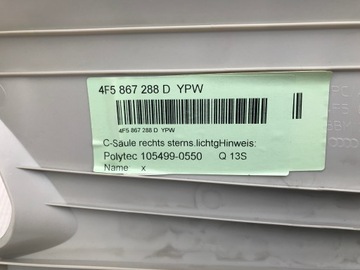 4F5 867 288 D  YPW
4F5 867 288 D  YPW
C-Säule rechts sterns.lichtgHinweis:
Polytec 105499-0550 Q 13S
Name x